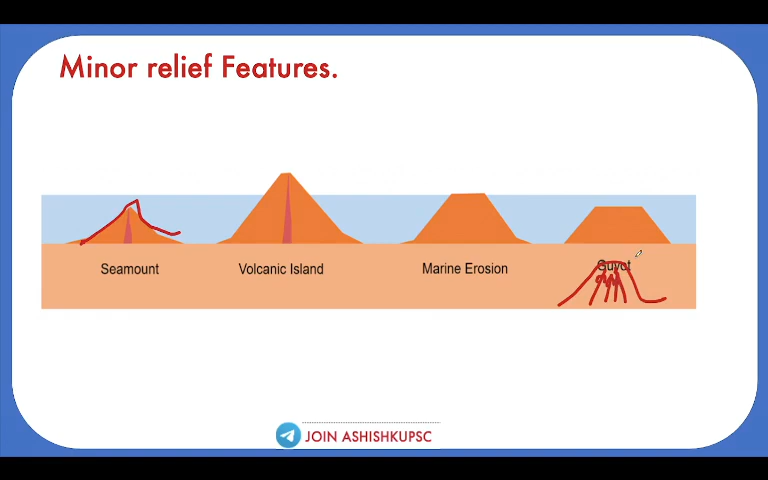 Minor relief Features.
Seamount
Volcanic Island
Marine Erosion
Guyot
JOIN ASHISHKUPSC